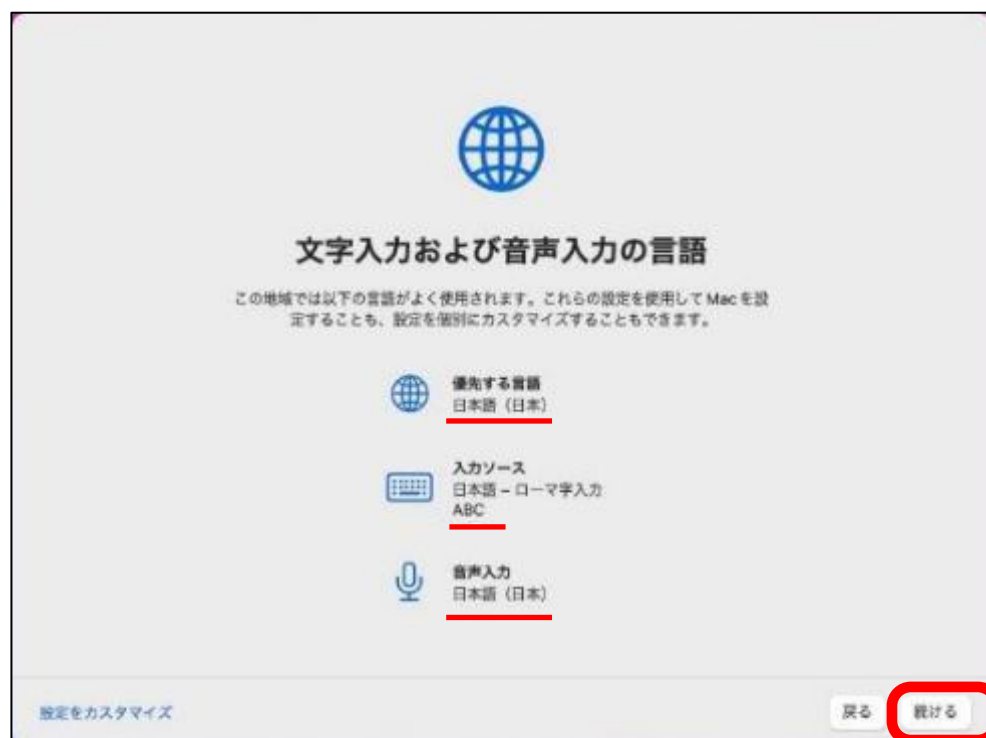 文字入力および音声入力の言語
この地域では以下の言語がよく使用されます。これらの設定を使用して Mac を設
定することも、設定を個別にカスタマイズすることもできます。
優先する言語
日本語（日本）
入力ソース
日本語 – ローマ字入力
ABC
音声入力
日本語（日本）
設定をカスタマイズ
戻る
続ける